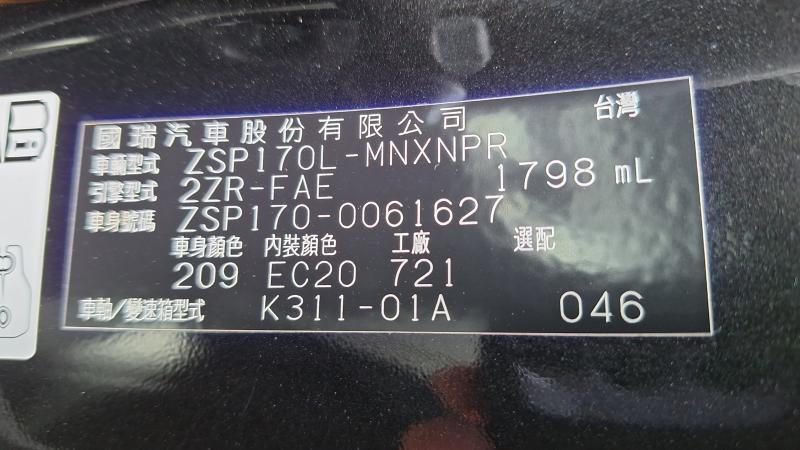 AB
國瑞汽車股份有限公司 台灣
車輛型式 ZSP170L-MNXNPR
引擎型式 2ZR-FAE 1798 mL
車身號碼 ZSP170-0061627
車身顏色 內裝顏色 工廠 選配
209 EC20 721
車軸/變速箱型式 K311-01A 046